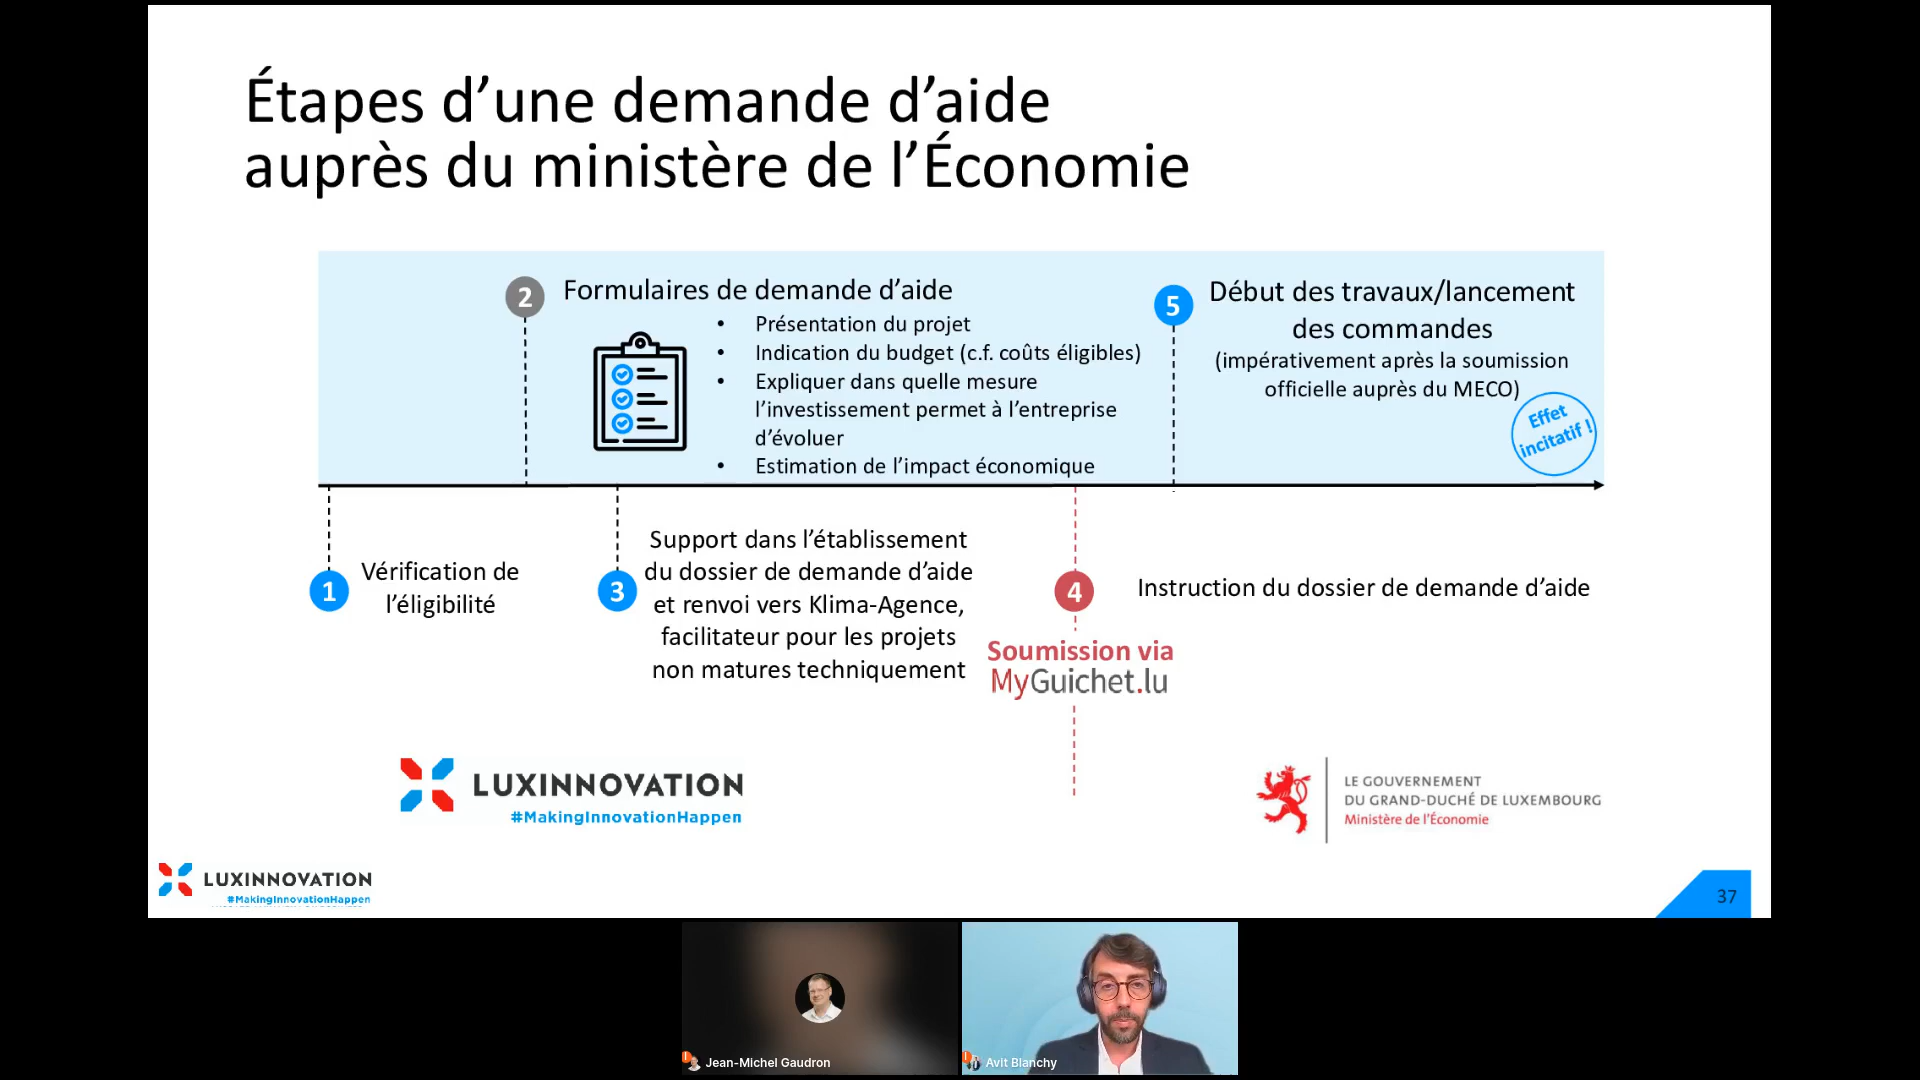 Étapes d’une demande d’aide
auprès du ministère de l’Économie
2
Formulaires de demande d’aide
• Présentation du projet
• Indication du budget (c.f. coûts éligibles)
• Expliquer dans quelle mesure
l’investissement permet à l’entreprise
d’évoluer
• Estimation de l’impact économique
5
Début des travaux/lancement
des commandes
(impérativement après la soumission
officielle auprès du MECO)
Effet
incitatif !
1
Vérification de
l’éligibilité
3
Support dans l’établissement
du dossier de demande d’aide
et renvoi vers Klima-Agence,
facilitateur pour les projets
non matures techniquement
4
Soumission via
MyGuichet.lu
Instruction du dossier de demande d’aide
LUXINNOVATION
#MakingInnovationHappen
LE GOUVERNEMENT
DU GRAND-DUCHÉ DE LUXEMBOURG
Ministère de l’Économie
LUXINNOVATION
#MakingInnovationHappen
37
Jean-Michel Gaudron
Avit Blanchy